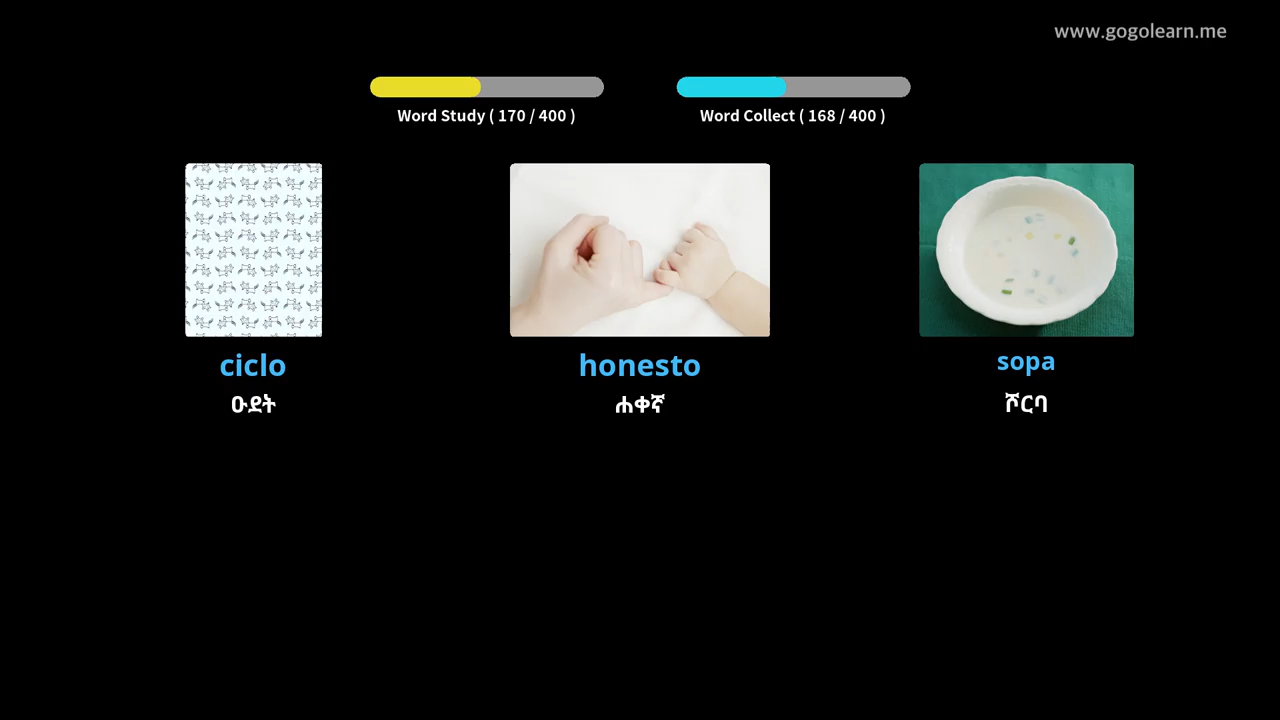 www.gogolearn.me
Word Study ( 170 / 400 )
Word Collect ( 168 / 400 )
ciclo
honesto
sopa
ዑደት
ሐቀኛ
ሾርባ